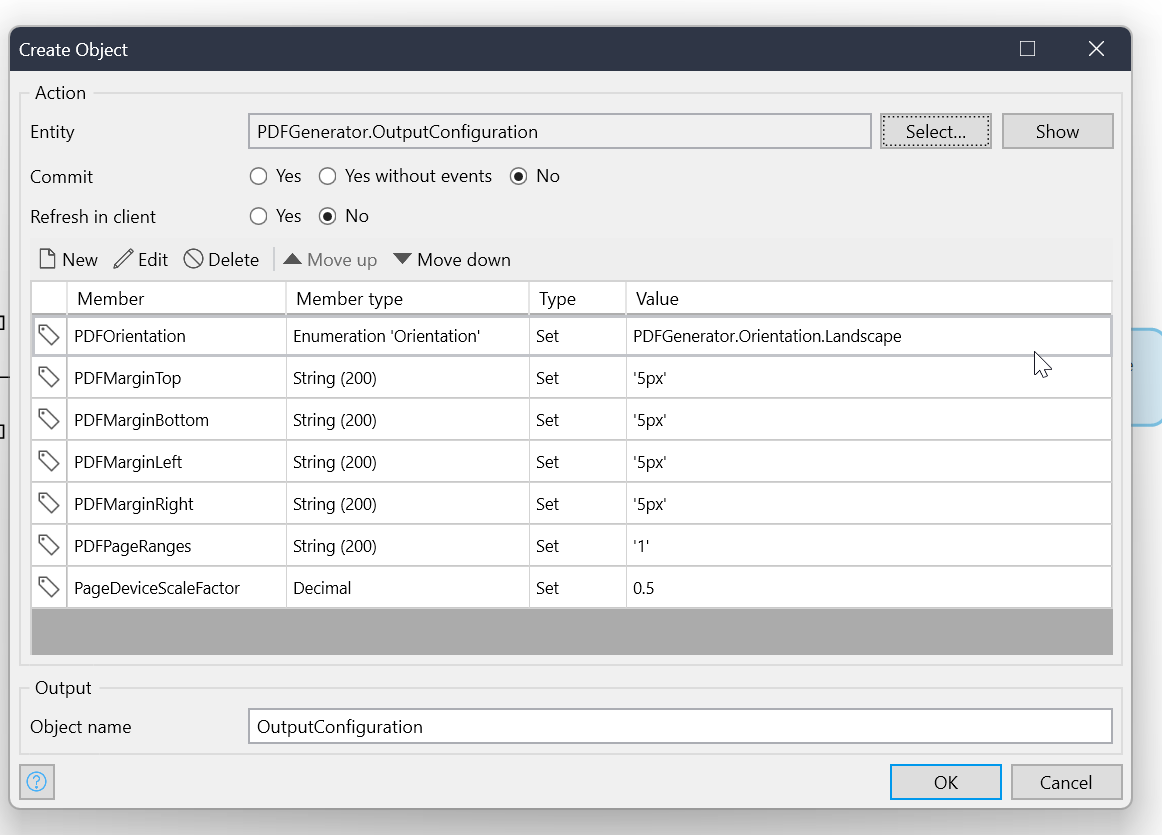 Create Object
Action
Entity PDFGenerator.OutputConfiguration Select... Show
Commit Yes Yes without events No
Refresh in client Yes No
New Edit Delete Move up Move down
Member Member type Type Value
PDFOrientation Enumeration 'Orientation' Set PDFGenerator.Orientation.Landscape
PDFMarginTop String (200) Set '5px'
PDFMarginBottom String (200) Set '5px'
PDFMarginLeft String (200) Set '5px'
PDFMarginRight String (200) Set '5px'
PDFPageRanges String (200) Set '1'
PageDeviceScaleFactor Decimal Set 0.5
Output
Object name OutputConfiguration
? OK Cancel